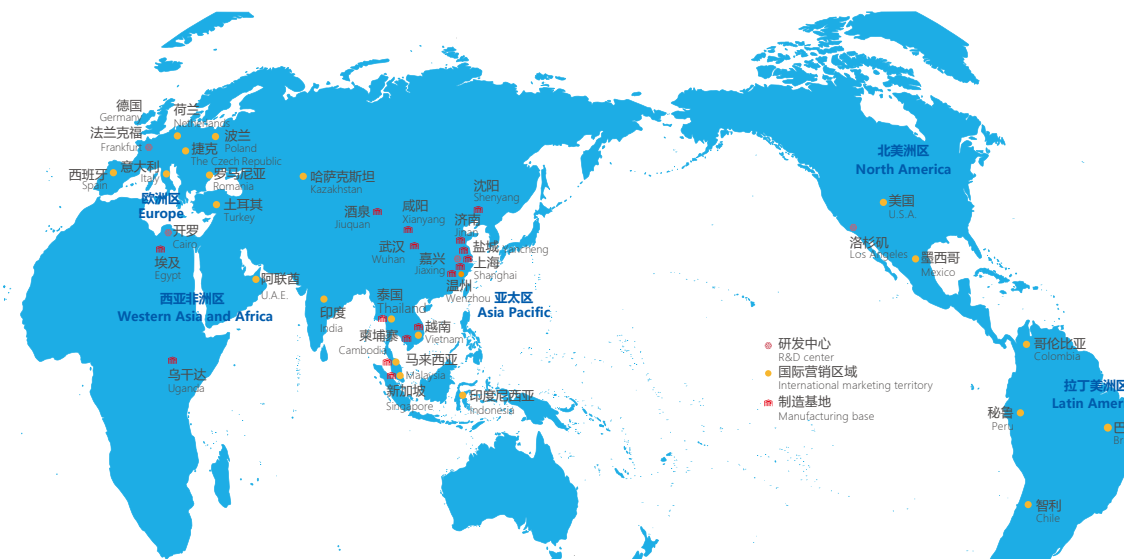 德国
Germany
荷兰
Netherlands
法兰克福
Frankfurt
波兰
Poland
捷克
The Czech Republic
西班牙
Spain
意大利
Italy
罗马尼亚
Romania
哈萨克斯坦
Kazakhstan
欧洲区
Europe
土耳其
Turkey
开罗
Cairo
埃及
Egypt
阿联酋
U.A.E.
西亚非洲区
Western Asia and Africa
乌干达
Uganda
沈阳
Shenyang
酒泉
Jiuquan
咸阳
Xianyang
济南
Jinan
武汉
Wuhan
盐城 Yancheng
嘉兴
Jiaxing
上海
Shanghai
温州
Wenzhou
亚太区
Asia Pacific
印度
India
泰国
Thailand
越南
Vietnam
柬埔寨
Cambodia
马来西亚
Malaysia
新加坡
Singapore
印度尼西亚
Indonesia
北美洲区
North America
美国
U.S.A.
洛杉矶
Los Angeles
墨西哥
Mexico
研发中心
R&D center
国际营销区域
International marketing territory
制造基地
Manufacturing base
哥伦比亚
Colombia
拉丁美洲区
Latin Amer
秘鲁
Peru
巴
Br
智利
Chile